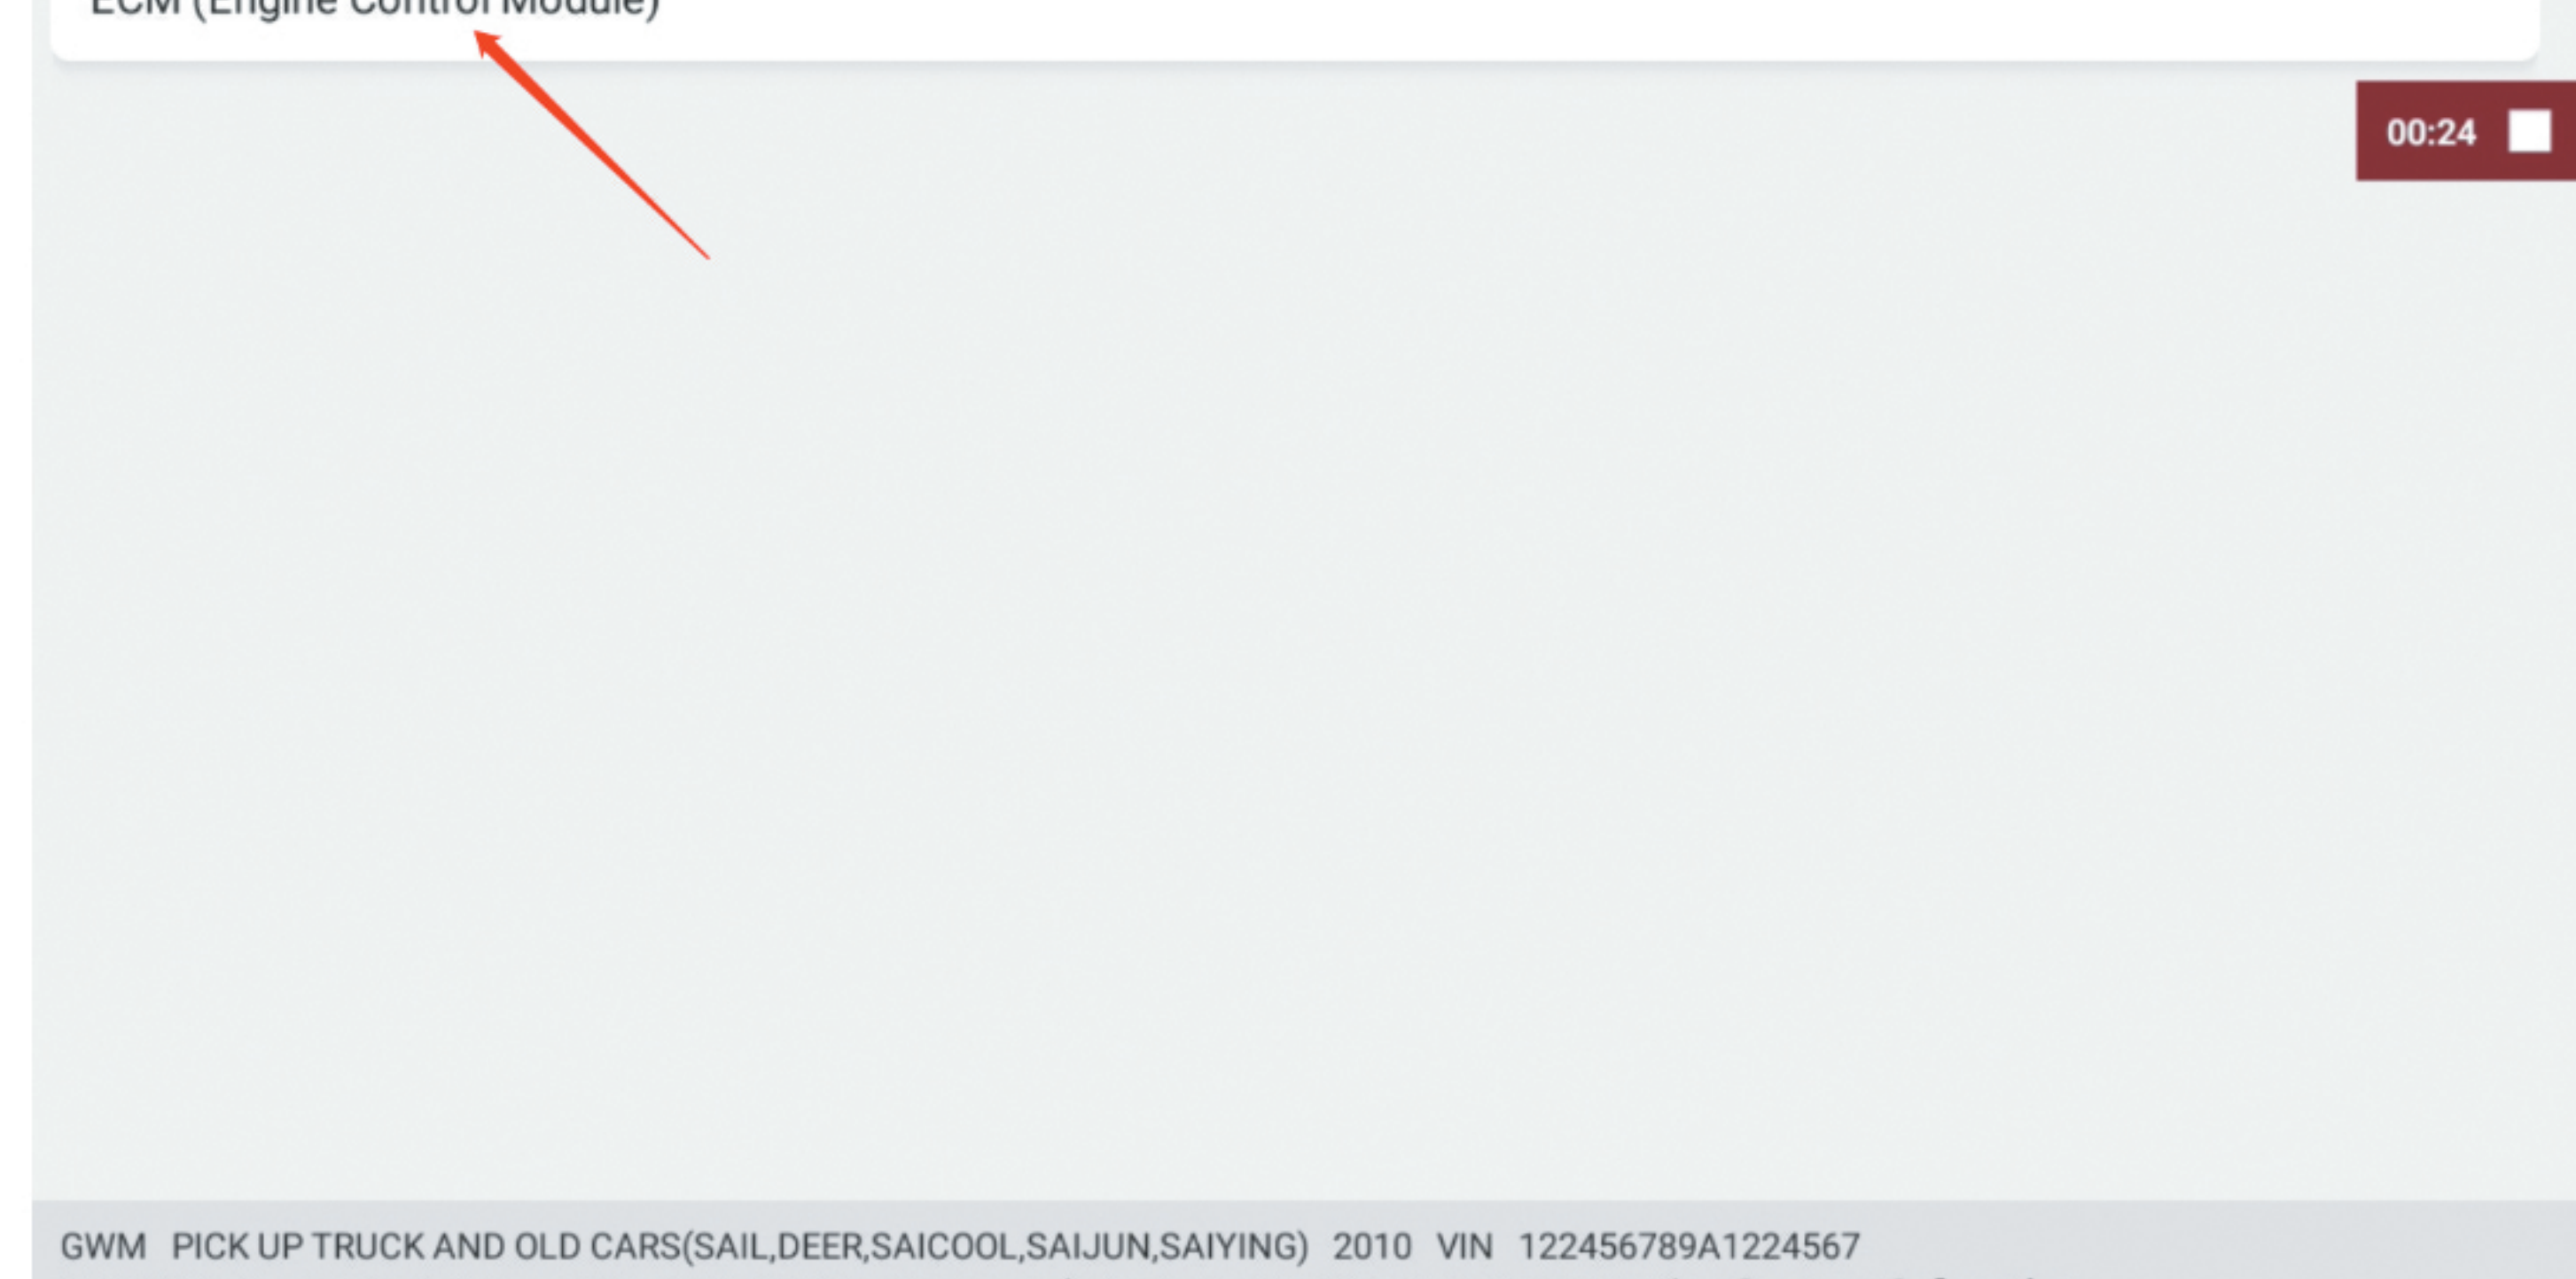 ECM (Engine Control Module)
00:24
GWM PICK UP TRUCK AND OLD CARS(SAIL,DEER,SAICOOL,SAIJUN,SAIYING) 2010 VIN 122456789A1224567